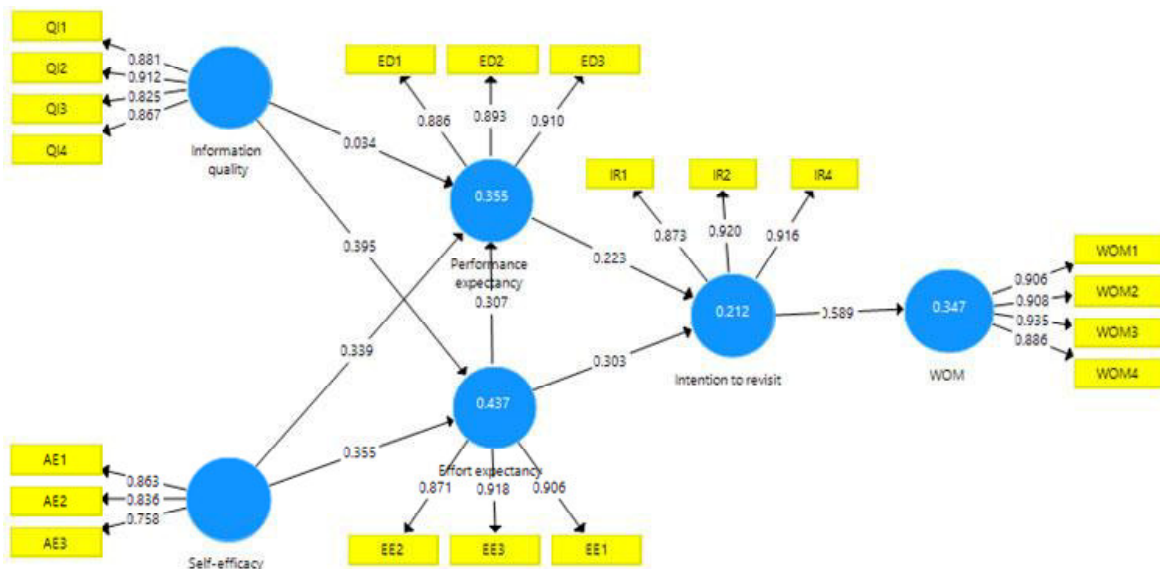 QI1
QI2
QI3
QI4
0.881
0.912
0.825
0.867
Information
quality
ED1
ED2
ED3
0.886
0.893
0.910
0.034
0.355
Performance
expectancy
0.395
0.307
0.339
0.223
IR1
IR2
IR4
0.873
0.920
0.916
0.212
Intention to revisit
0.303
0.589
0.347
WOM
0.906
0.908
0.935
0.886
WOM1
WOM2
WOM3
WOM4
0.437
Effort expectancy
0.355
AE1
AE2
AE3
0.863
0.836
0.758
Self-efficacy
0.871
0.918
0.906
EE2
EE3
EE1